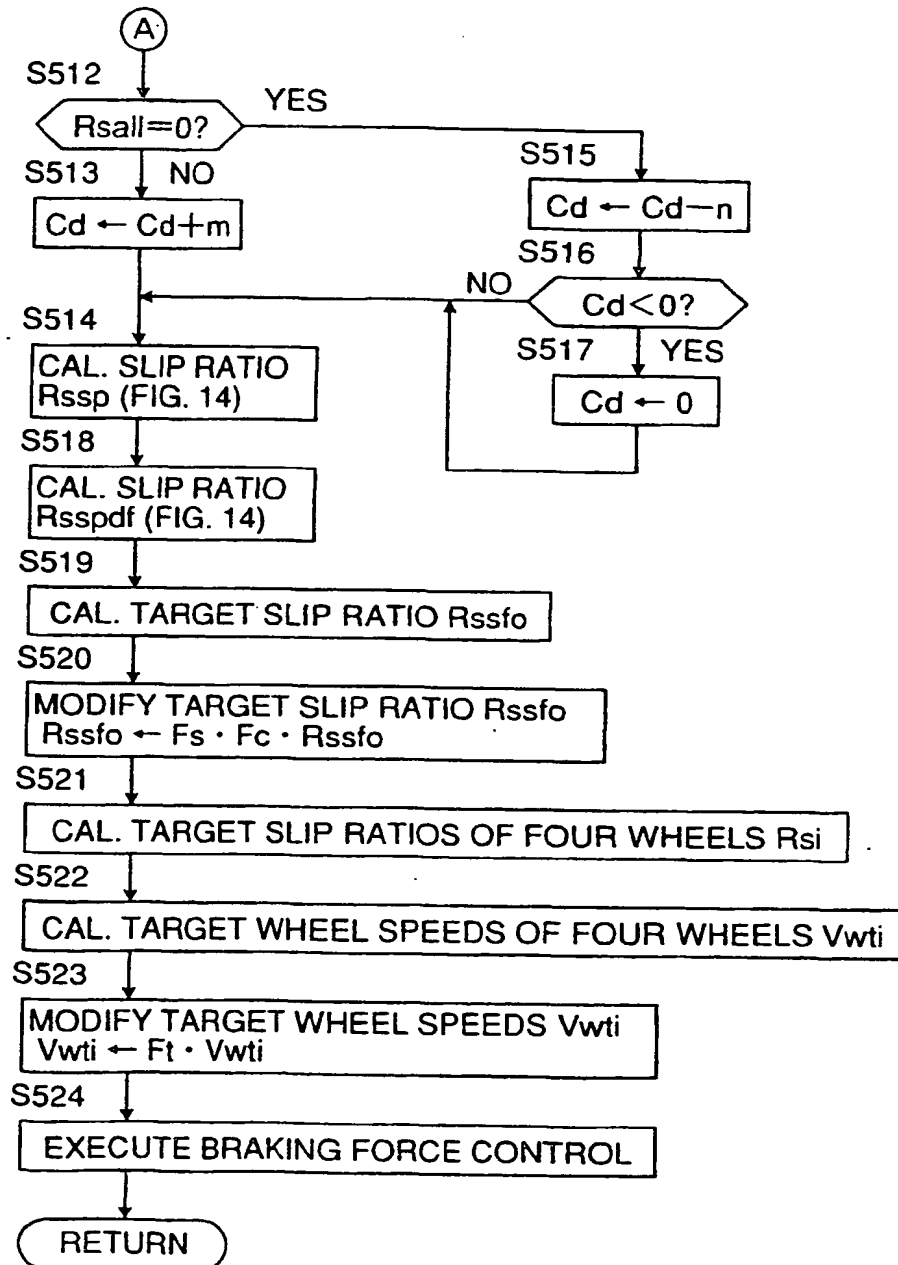 A
S512
YES
Rsall=0?
S515
S513
NO
Cd ← Cd+m
Cd ← Cd−n
S516
NO
Cd<0?
S514
S517
YES
CAL. SLIP RATIO
Rssp (FIG. 14)
Cd ← 0
S518
CAL. SLIP RATIO
Rsspdf (FIG. 14)
S519
CAL. TARGET SLIP RATIO Rssfo
S520
MODIFY TARGET SLIP RATIO Rssfo
Rssfo ← Fs · Fc · Rssfo
S521
CAL. TARGET SLIP RATIOS OF FOUR WHEELS Rsi
S522
CAL. TARGET WHEEL SPEEDS OF FOUR WHEELS Vwti
S523
MODIFY TARGET WHEEL SPEEDS Vwti
Vwti ← Ft · Vwti
S524
EXECUTE BRAKING FORCE CONTROL
RETURN